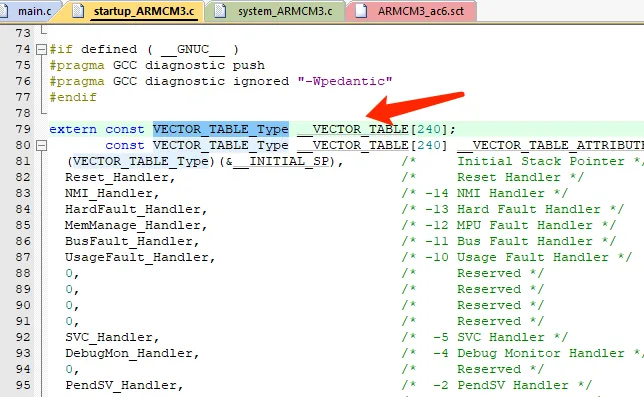 main.c startup_ARMCM3.c system_ARMCM3.c ARMCM3_ac6.sct
73
74 #if defined ( __GNUC__ )
75 #pragma GCC diagnostic push
76 #pragma GCC diagnostic ignored "-Wpedantic"
77 #endif
78
79 extern const VECTOR_TABLE_Type __VECTOR_TABLE[240];
80 const VECTOR_TABLE_Type __VECTOR_TABLE[240] __VECTOR_TABLE_ATTRIBUT
81 (VECTOR_TABLE_Type)(&__INITIAL_SP), /* Initial Stack Pointer */
82 Reset_Handler, /* Reset Handler */
83 NMI_Handler, /* -14 NMI Handler */
84 HardFault_Handler, /* -13 Hard Fault Handler */
85 MemManage_Handler, /* -12 MPU Fault Handler */
86 BusFault_Handler, /* -11 Bus Fault Handler */
87 UsageFault_Handler, /* -10 Usage Fault Handler */
88 0, /* Reserved */
89 0, /* Reserved */
90 0, /* Reserved */
91 0, /* Reserved */
92 SVC_Handler, /* -5 SVC Handler */
93 DebugMon_Handler, /* -4 Debug Monitor Handler */
94 0, /* Reserved */
95 PendSV_Handler, /* -2 PendSV Handler */